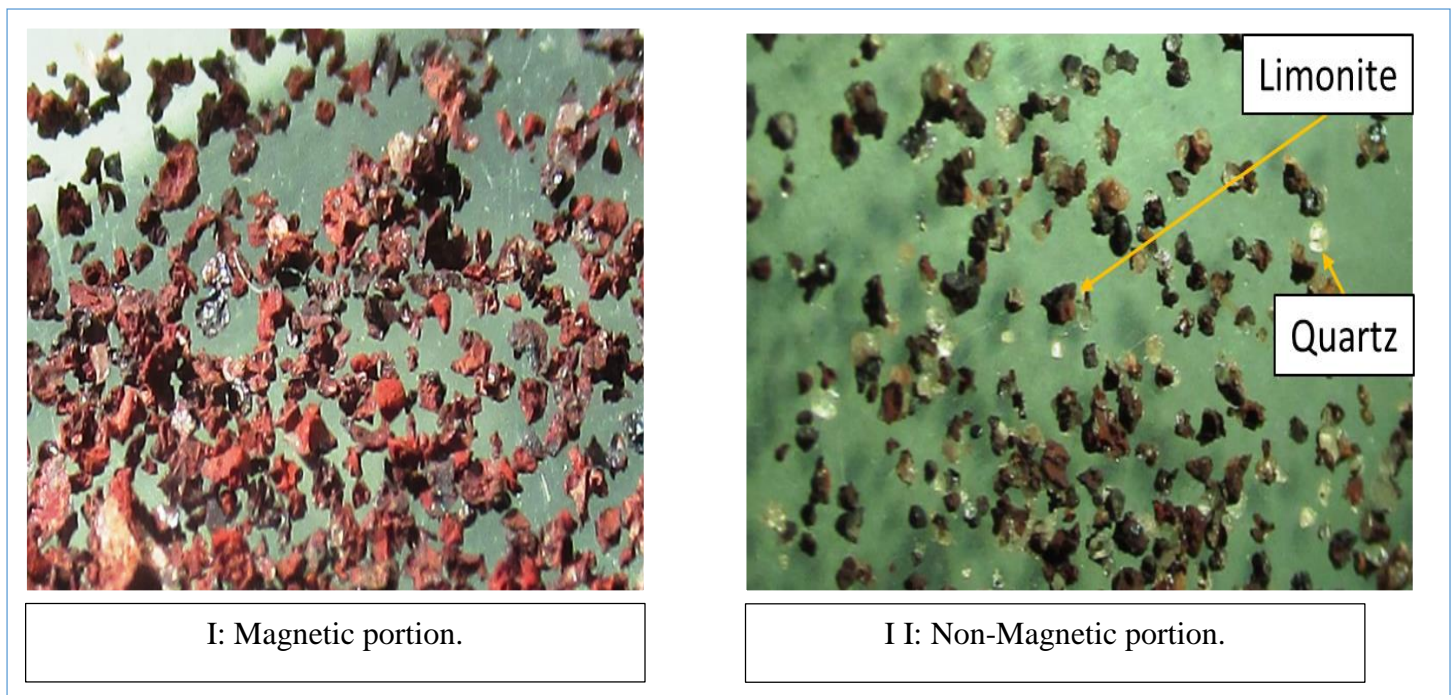 Limonite
Quartz
I: Magnetic portion.
I I: Non-Magnetic portion.